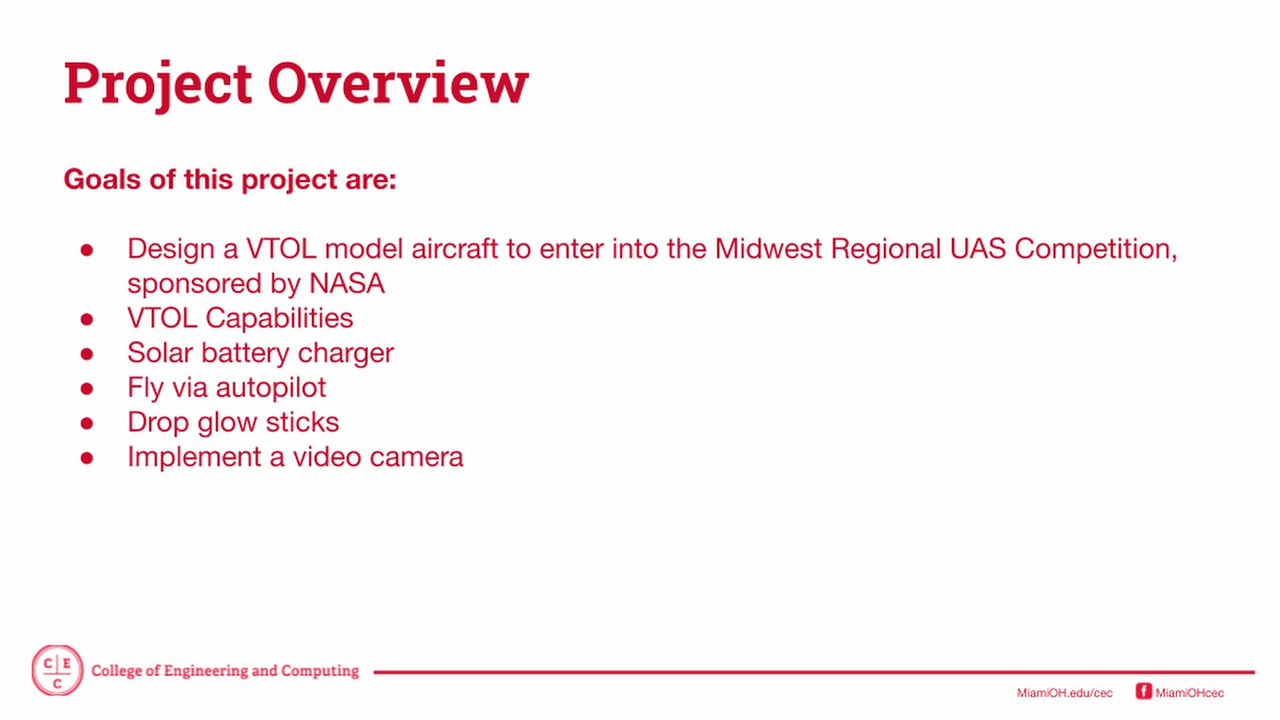 Project Overview
Goals of this project are:
● Design a VTOL model aircraft to enter into the Midwest Regional UAS Competition,
sponsored by NASA
● VTOL Capabilities
● Solar battery charger
● Fly via autopilot
● Drop glow sticks
● Implement a video camera
C E
C
College of Engineering and Computing
MiamiOH.edu/cec
f MiamiOHcec